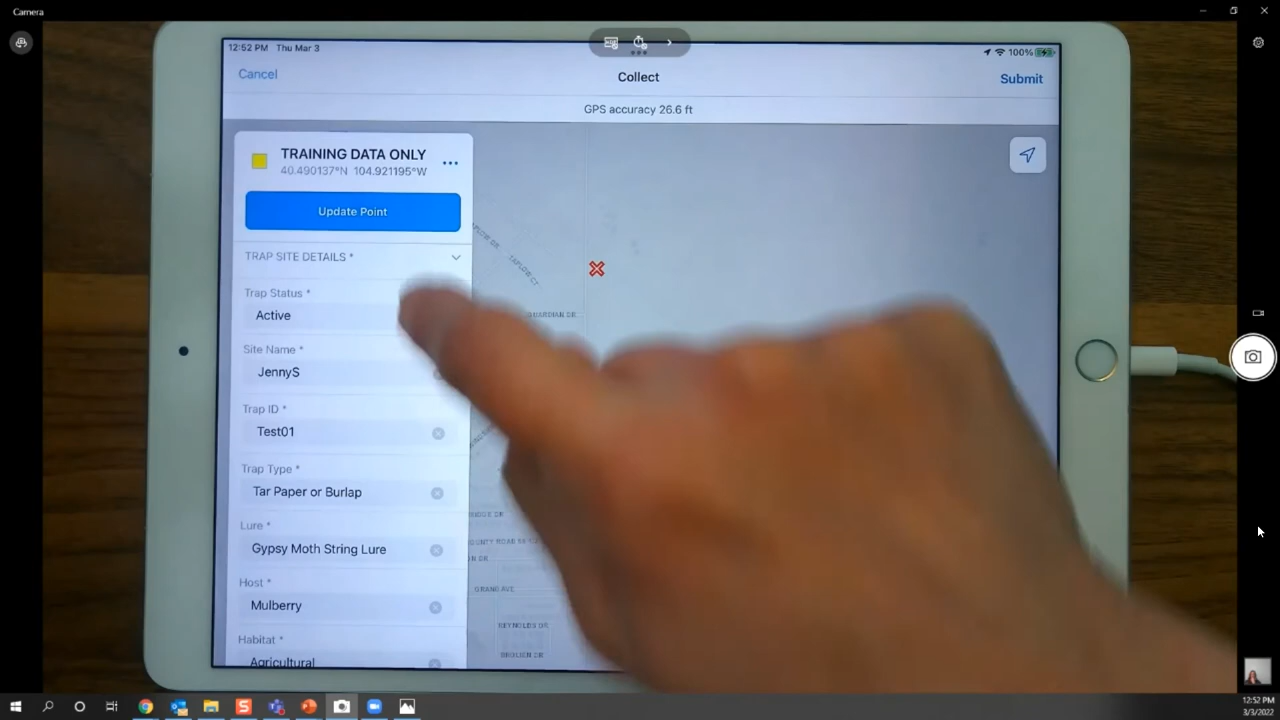 Camera
12:52 PM Thu Mar 3
100%
Cancel
Collect
Submit
GPS accuracy 26.6 ft
TRAINING DATA ONLY
40.490137°N 104.921195°W
Update Point
TRAP SITE DETAILS *
Trap Status *
Active
Site Name *
JennyS
Trap ID *
Test01
Trap Type *
Tar Paper or Burlap
Lure *
Gypsy Moth String Lure
Host *
Mulberry
Habitat *
Agricultural
TAPLOW CT
GUARDIAN DR
GRAND AVE
REYNOLDS DR
12:52 PM
3/3/2022